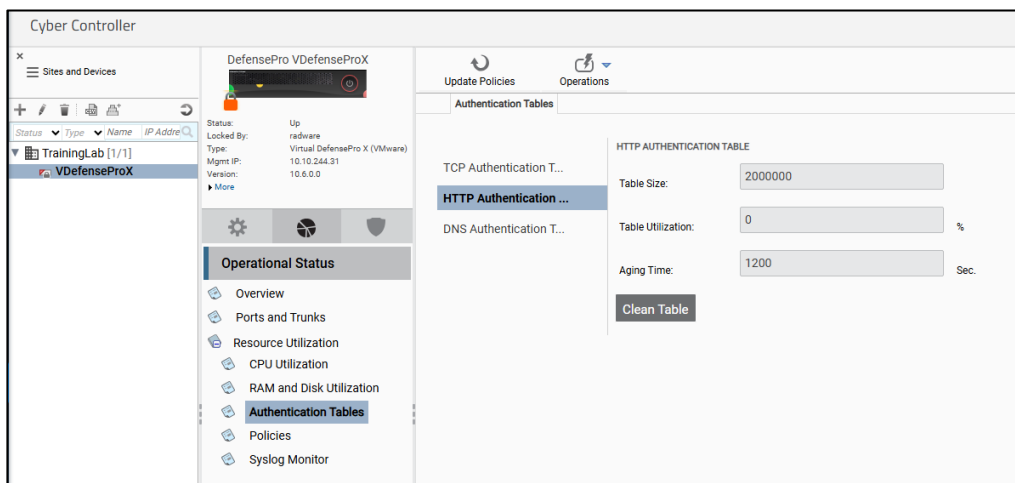 Cyber Controller
Sites and Devices
Status Type Name IP Addre
TrainingLab [1/1]
VDefenseProX
DefensePro VDefenseProX
Status: Up
Locked By: radware
Type: Virtual DefensePro X (VMware)
Mgmt IP: 10.10.244.31
Version: 10.6.0.0
More
Operational Status
Overview
Ports and Trunks
Resource Utilization
CPU Utilization
RAM and Disk Utilization
Authentication Tables
Policies
Syslog Monitor
Update Policies Operations
Authentication Tables
TCP Authentication T...
HTTP Authentication ...
DNS Authentication T...
HTTP AUTHENTICATION TABLE
Table Size: 2000000
Table Utilization: 0 %
Aging Time: 1200 Sec.
Clean Table